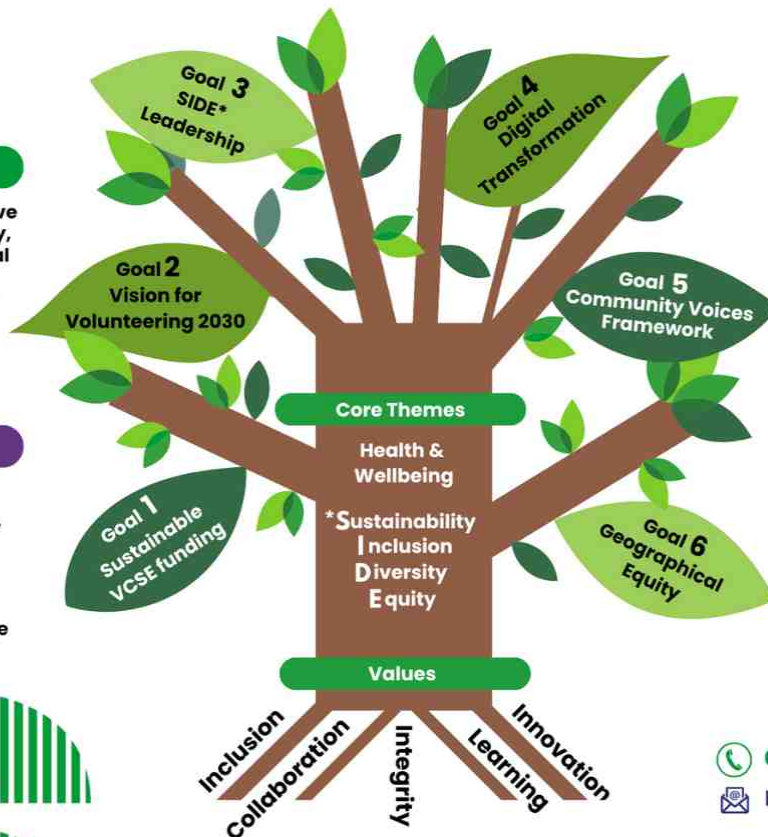 Goal 3
SIDE*
Leadership
Goal 4
Digital
Transformation
Goal 2
Vision for
Volunteering 2030
Goal 5
Community Voices
Framework
Core Themes
Health &
Wellbeing
*Sustainability
Inclusion
Diversity
Equity
Goal 1
Sustainable
VCSE funding
Goal 6
Geographical
Equity
Values
Inclusion
Collaboration
Integrity
Learning
Innovation